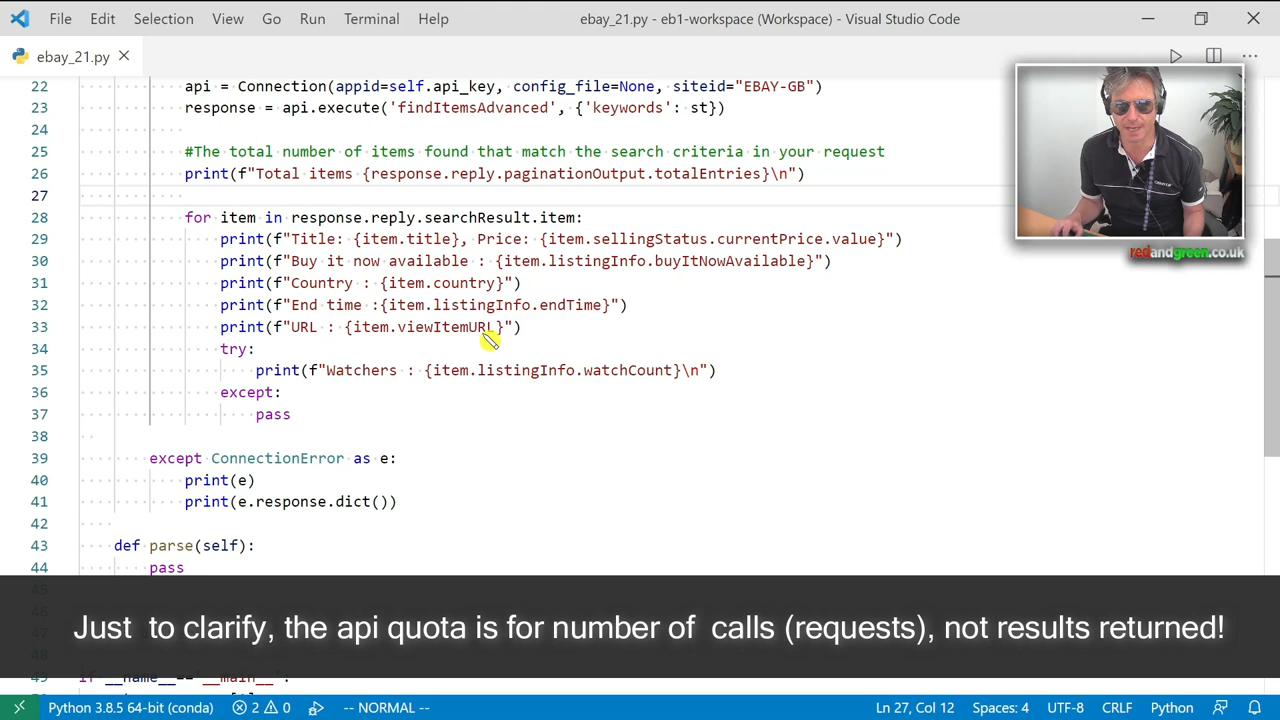 File Edit Selection View Go Run Terminal Help ebay_21.py - eb1-workspace (Workspace) - Visual Studio Code
ebay_21.py
22 api = Connection(appid=self.api_key, config_file=None, siteid="EBAY-GB")
23 response = api.execute('findItemsAdvanced', {'keywords': st})
24
25 #The total number of items found that match the search criteria in your request
26 print(f"Total items {response.reply.paginationOutput.totalEntries}\n")
27
28 for item in response.reply.searchResult.item:
29 print(f"Title: {item.title}, Price: {item.sellingStatus.currentPrice.value}")
30 print(f"Buy it now available : {item.listingInfo.buyItNowAvailable}")
31 print(f"Country : {item.country}")
32 print(f"End time :{item.listingInfo.endTime}")
33 print(f"URL : {item.viewItemURL}")
34 try:
35 print(f"Watchers : {item.listingInfo.watchCount}\n")
36 except:
37 pass
38
39 except ConnectionError as e:
40 print(e)
41 print(e.response.dict())
42
43 def parse(self):
44 pass
redandgreen.co.uk
Just to clarify, the api quota is for number of calls (requests), not results returned!
if __name__=='__main__':
Python 3.8.5 64-bit (conda) 2 0 -- NORMAL -- Ln 27, Col 12 Spaces: 4 UTF-8 CRLF Python